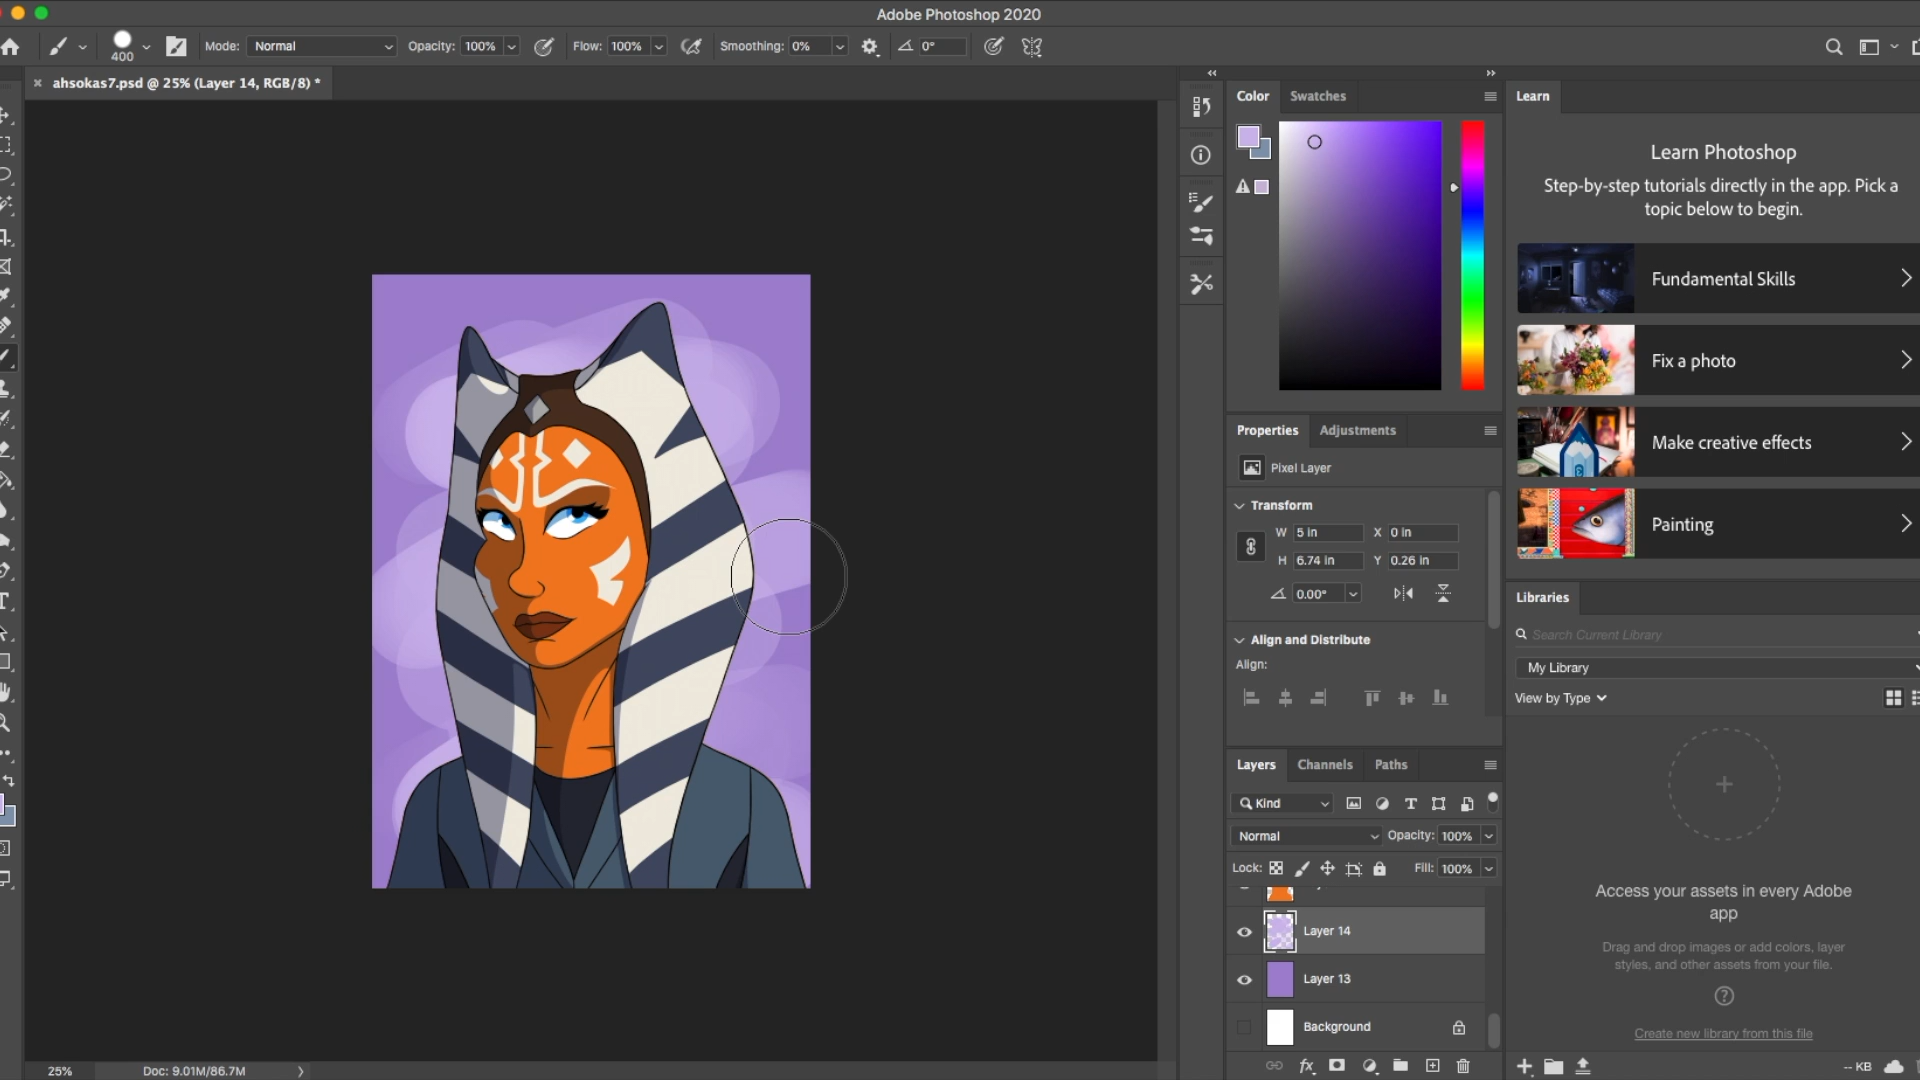 Adobe Photoshop 2020
400
Mode: Normal
Opacity: 100%
Flow: 100%
Smoothing: 0%
0°
× ahsokas7.psd @ 25% (Layer 14, RGB/8) *
Color
Swatches
Learn
Learn Photoshop
Step-by-step tutorials directly in the app. Pick a
topic below to begin.
Fundamental Skills
Fix a photo
Make creative effects
Painting
Properties
Adjustments
Pixel Layer
Transform
W 5 in
X 0 in
H 6.74 in
Y 0.26 in
0.00°
Align and Distribute
Align:
Libraries
Search Current Library
My Library
View by Type
Access your assets in every Adobe
app
Drag and drop images or add colors, layer
styles, and other assets from your file.
Create new library from this file
-- KB
Layers
Channels
Paths
Kind
Normal
Opacity: 100%
Lock:
Fill: 100%
Layer 14
Layer 13
Background
fx
25%
Doc: 9.01M/86.7M